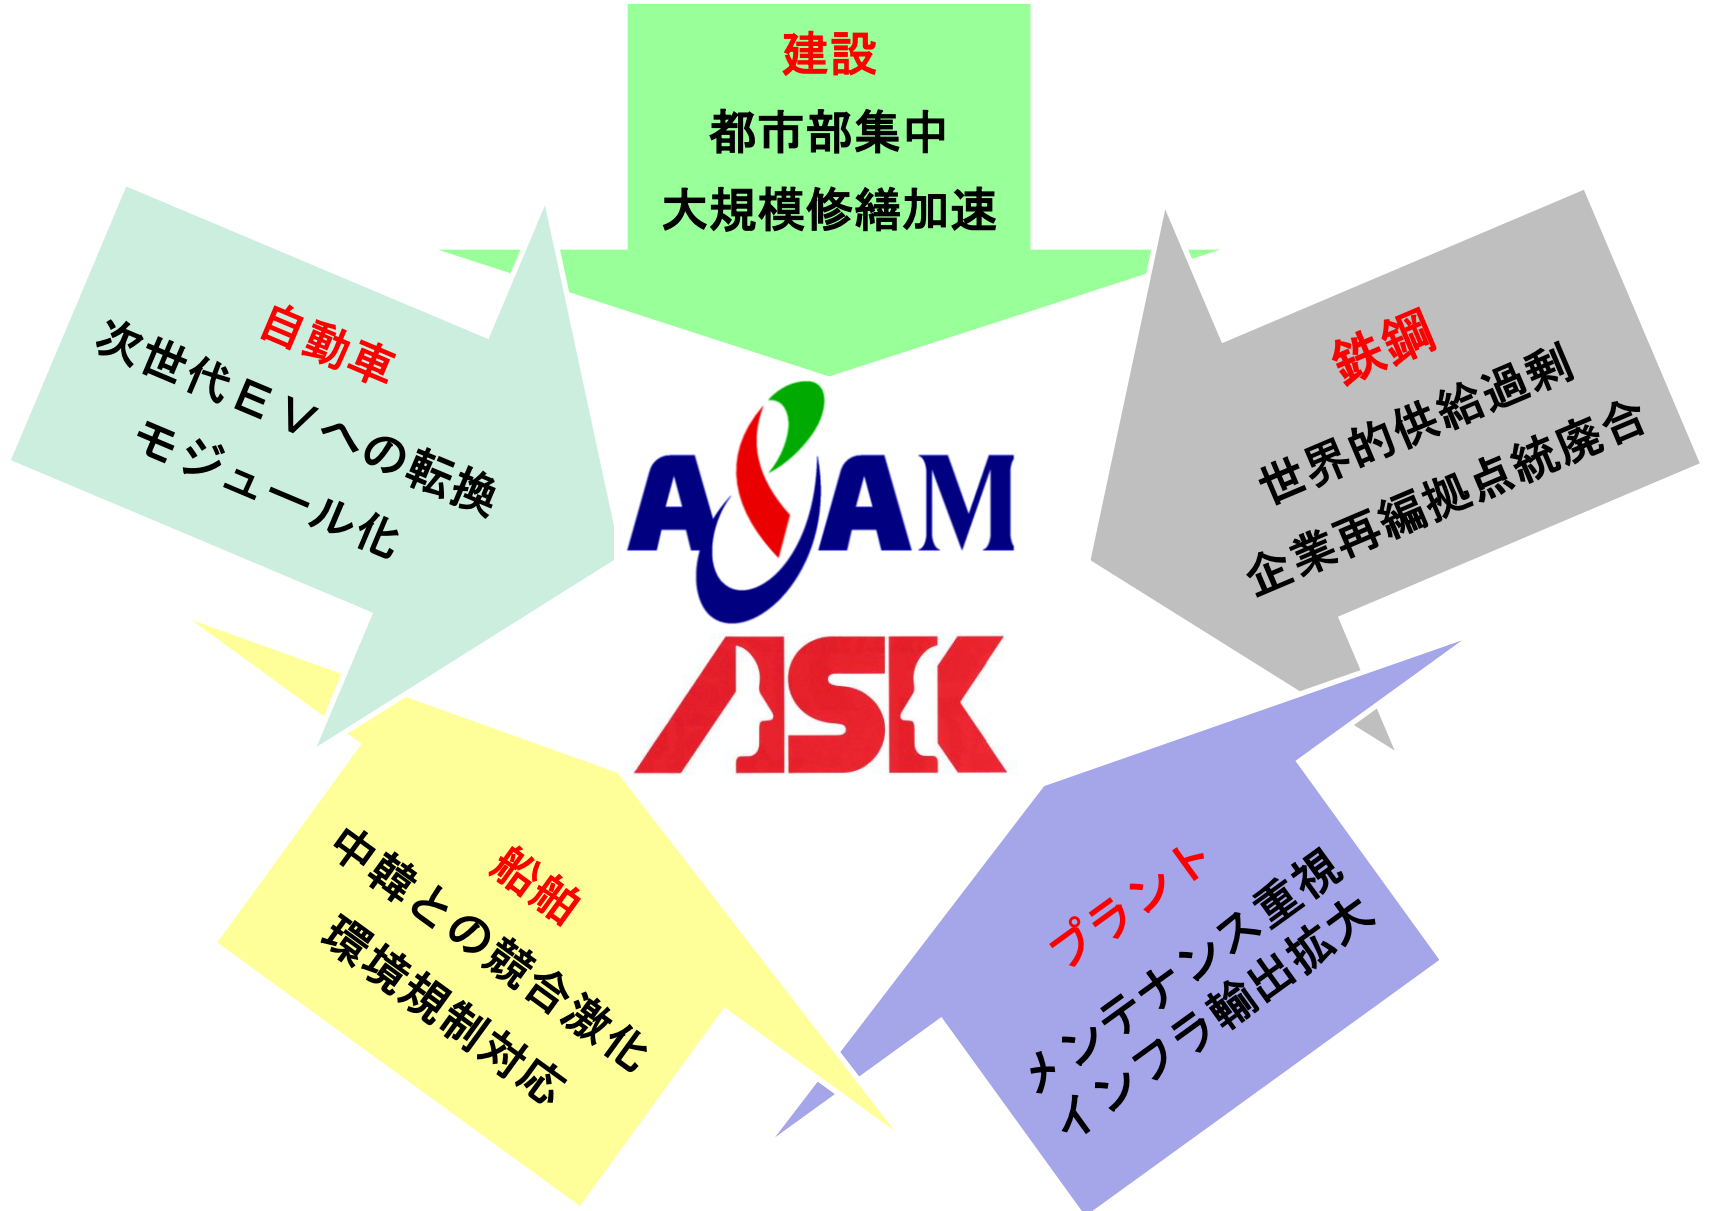 建設
都市部集中
大規模修繕加速
自動車
次世代ＥＶへの転換
モジュール化
鉄鋼
世界的供給過剰
企業再編拠点統廃合
ASK
船舶
中韓との競合激化
環境規制対応
プラント
メンテナンス重視
インフラ輸出拡大